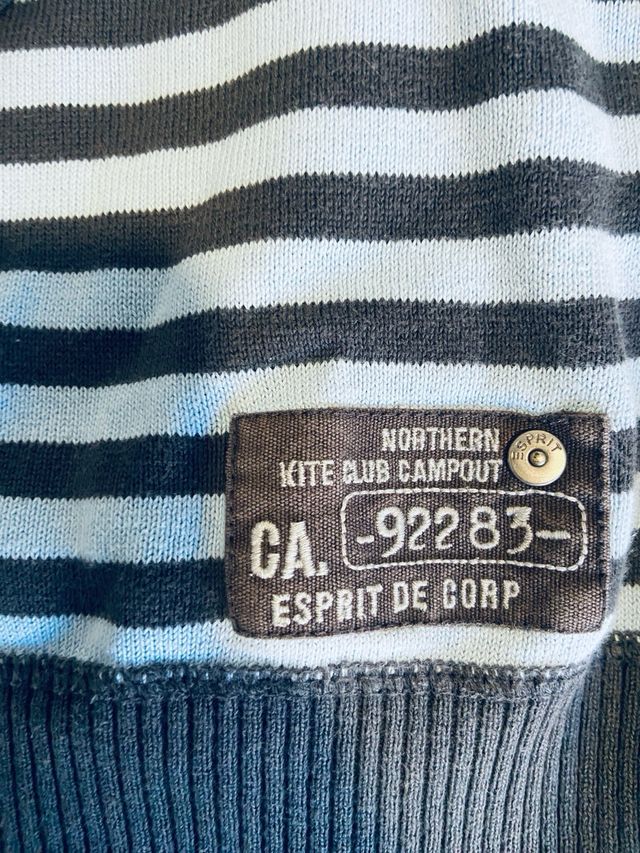 NORTHERN
ESPRIT
KITE CLUB CAMPOUT
CA. -92283-
ESPRIT DE CORP